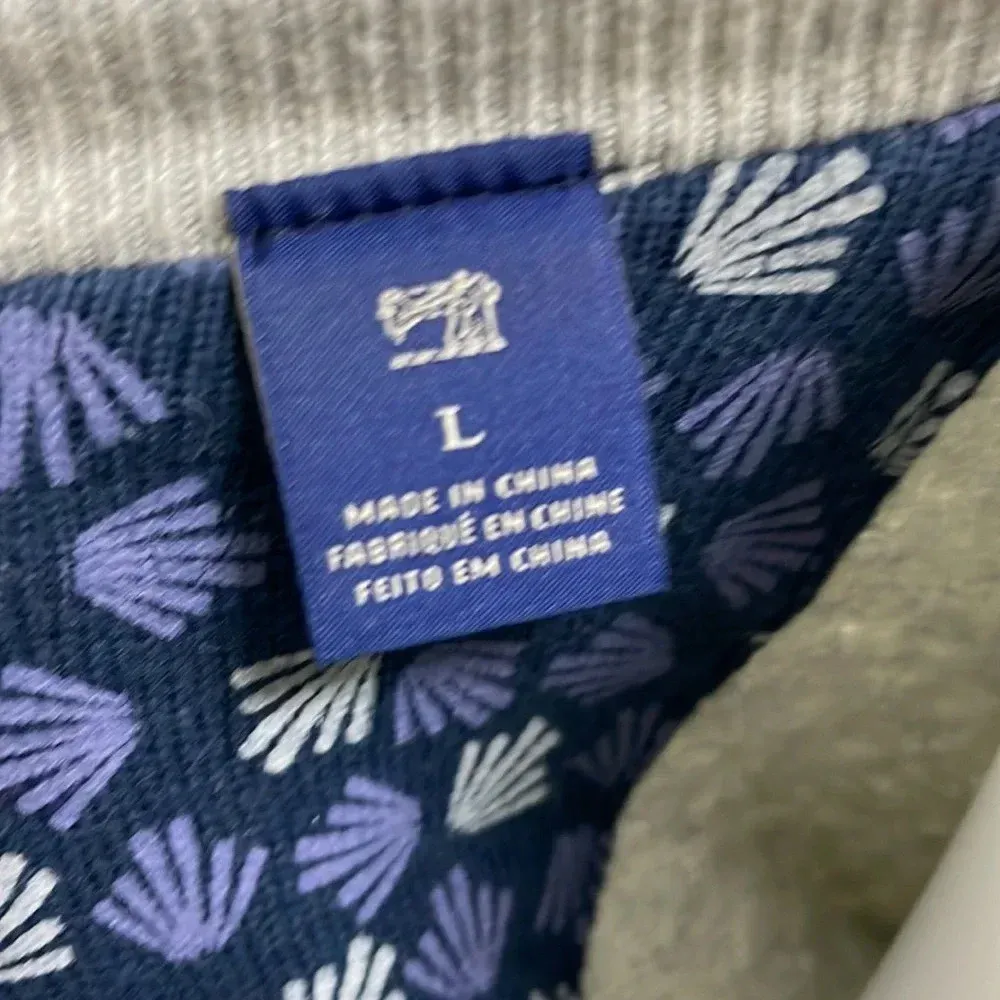 L
MADE IN CHINA
FABRIQUÉ EN CHINE
FEITO EM CHINA